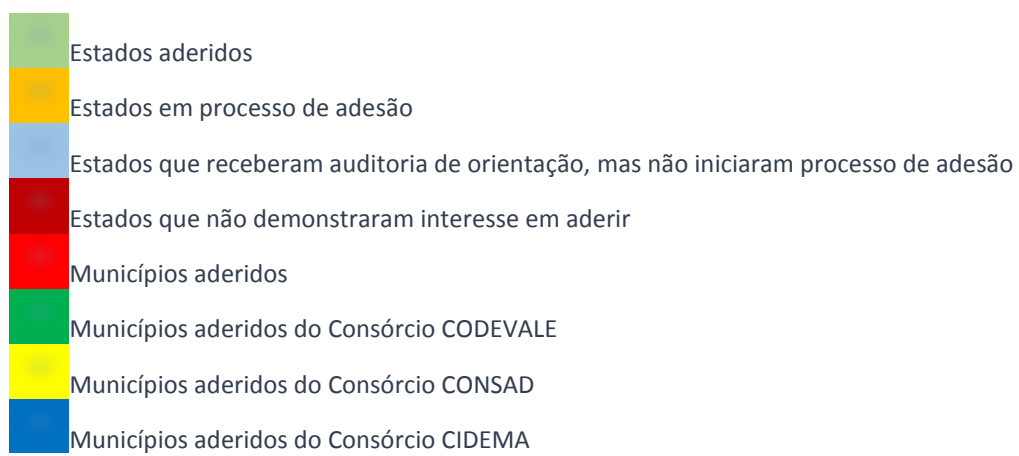 Estados aderidos
Estados em processo de adesão
Estados que receberam auditoria de orientação, mas não iniciaram processo de adesão
Estados que não demonstraram interesse em aderir
Municípios aderidos
Municípios aderidos do Consórcio CODEVALE
Municípios aderidos do Consórcio CONSAD
Municípios aderidos do Consórcio CIDEMA